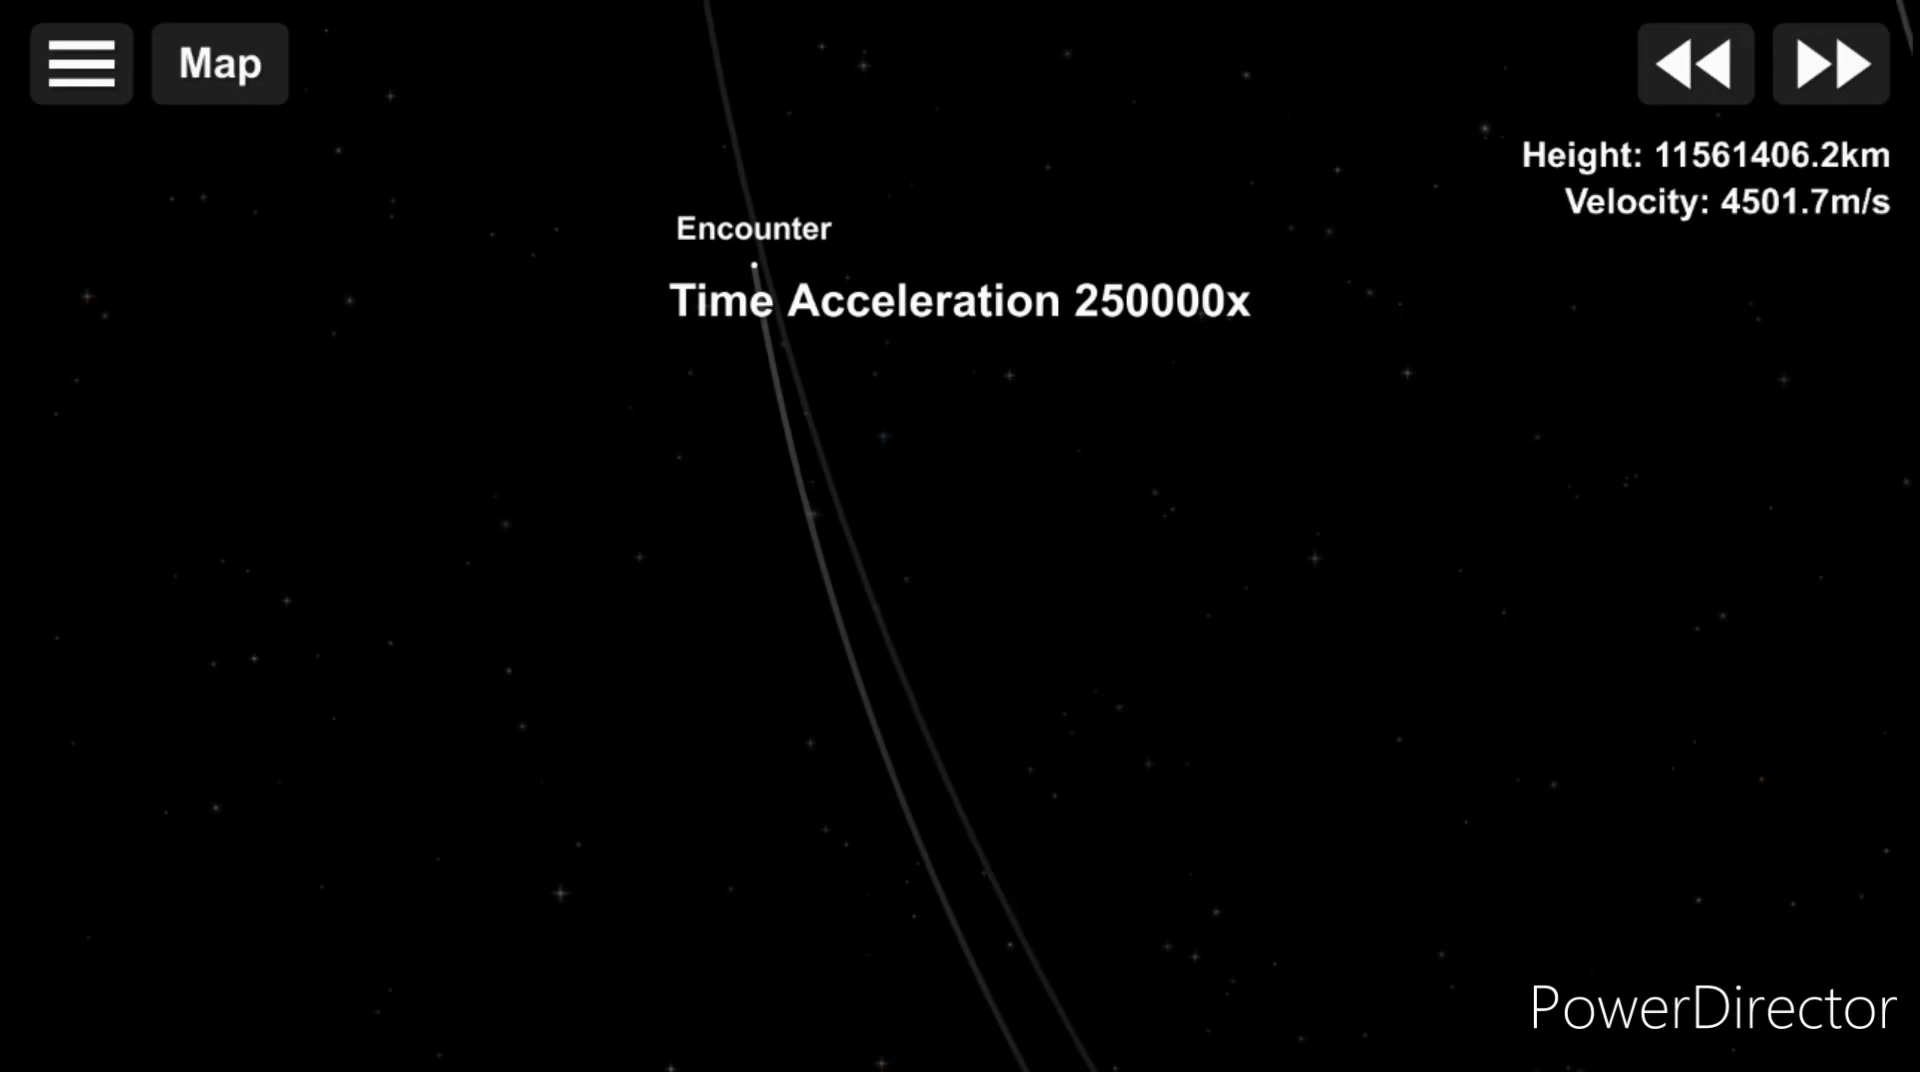 Map
Height: 11561406.2km
Velocity: 4501.7m/s
Encounter
Time Acceleration 250000x
PowerDirector